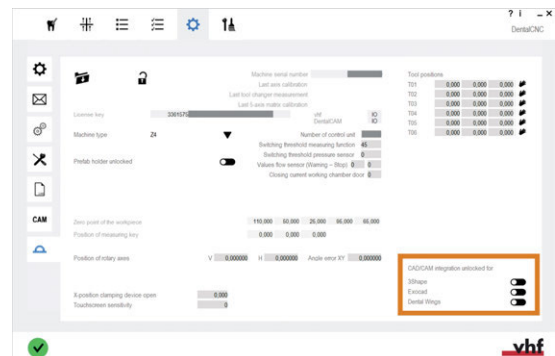 ? i – ×
DentalCNC
Machine serial number
Last axis calibration
Last tool changer measurement
Last 5-axis matrix calibration
License key 3361575
vhf IO
DentalCAM IO
Machine type Z4
Number of control unit
Switching threshold measuring function 45
Switching threshold pressure sensor 0
Prefab holder unlocked
Values flow sensor (Warning – Stop) 0 0
Closing current working chamber door 0
Tool positions
T01 0,000 0,000 0,000
T02 0,000 0,000 0,000
T03 0,000 0,000 0,000
T04 0,000 0,000 0,000
T05 0,000 0,000 0,000
T06 0,000 0,000 0,000
CAM
Zero point of the workpiece 110,000 50,000 25,000 85,000 65,000
Position of measuring key 0,000 0,000 0,000
Position of rotary axes V 0,000000 H 0,000000 Angle error XY 0,000000
X-position clamping device open 0,000
Touchscreen sensitivity 0
CAD/CAM integration unlocked for
3Shape
Exocad
Dental Wings
vhf